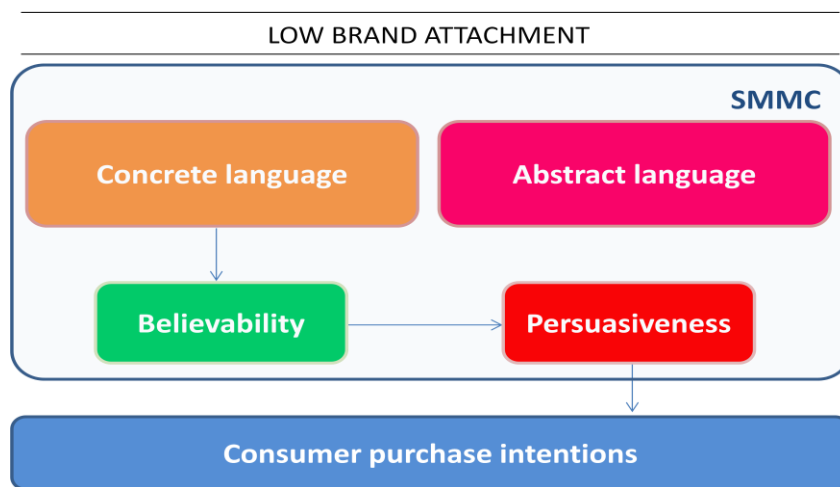 LOW BRAND ATTACHMENT
SMMC
Concrete language
Abstract language
Believability
Persuasiveness
Consumer purchase intentions